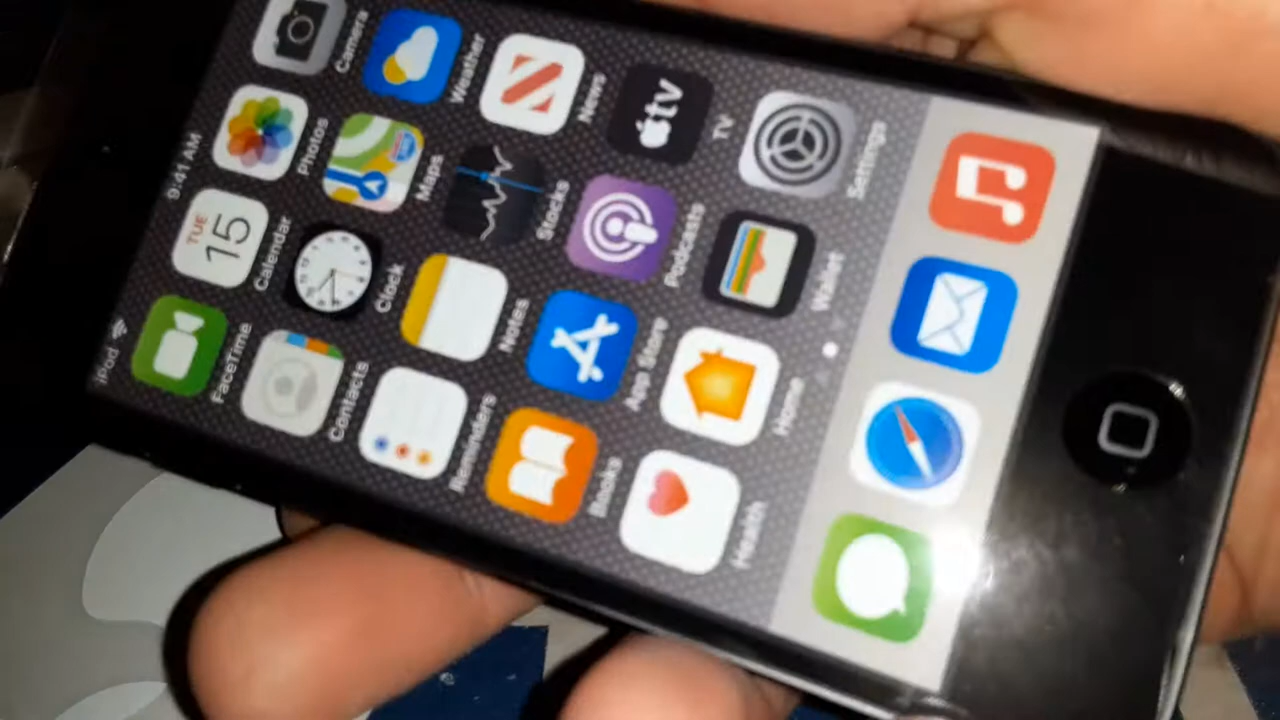 iPod 9:41 AM
FaceTime Calendar Photos Camera
TUE
15
Contacts Clock Maps Weather
Reminders Notes Stocks News
Books App Store Podcasts TV
tv
Health Home Wallet Settings